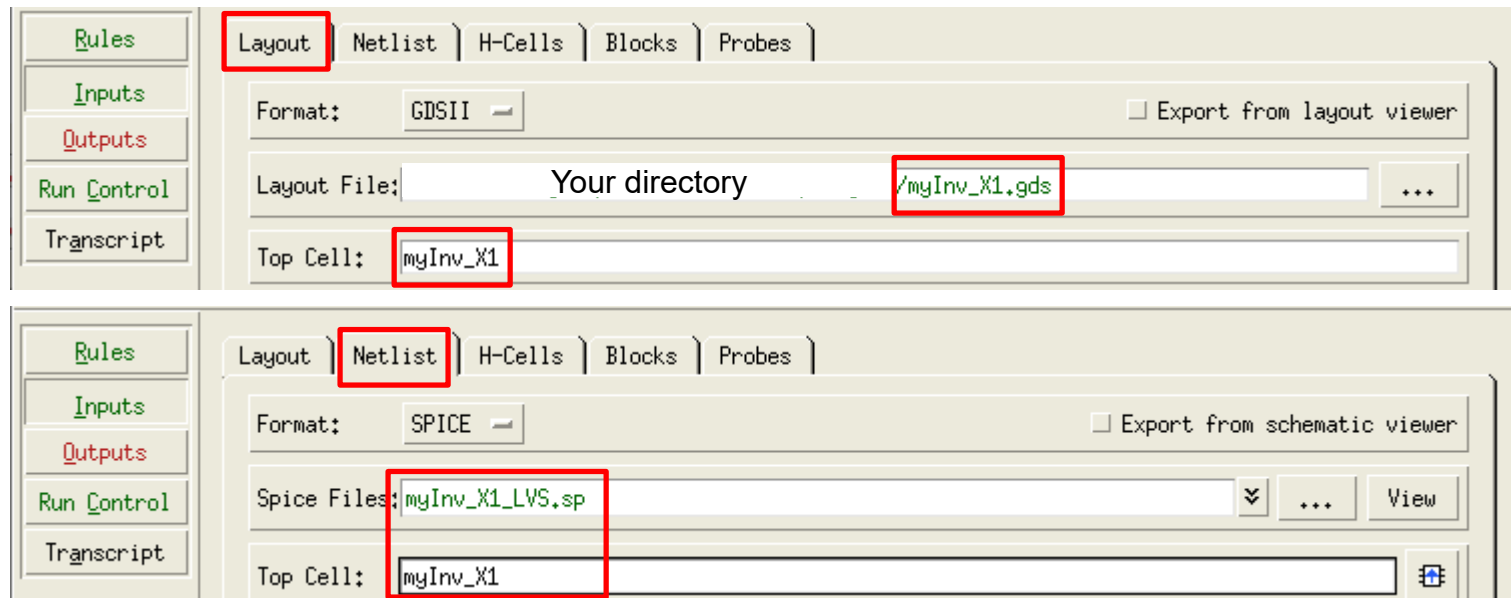 Rules
Inputs
Outputs
Run Control
Transcript
Layout Netlist H-Cells Blocks Probes
Format: GDSII Export from layout viewer
Layout File: Your directory /myInv_X1.gds ...
Top Cell: myInv_X1
Rules
Inputs
Outputs
Run Control
Transcript
Layout Netlist H-Cells Blocks Probes
Format: SPICE Export from schematic viewer
Spice Files: myInv_X1_LVS.sp ... View
Top Cell: myInv_X1